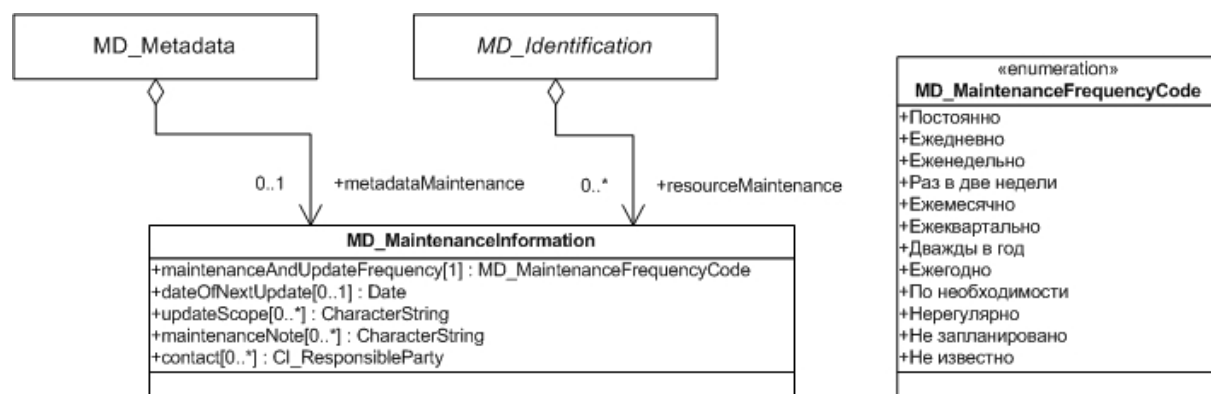 MD_Metadata
MD_Identification
0..1
+metadataMaintenance
0..*
+resourceMaintenance
MD_MaintenanceInformation
+maintenanceAndUpdateFrequency[1] : MD_MaintenanceFrequencyCode
+dateOfNextUpdate[0..1] : Date
+updateScope[0..*] : CharacterString
+maintenanceNote[0..*] : CharacterString
+contact[0..*] : CI_ResponsibleParty
«enumeration»
MD_MaintenanceFrequencyCode
+Постоянно
+Ежедневно
+Еженедельно
+Раз в две недели
+Ежемесячно
+Ежеквартально
+Дважды в год
+Ежегодно
+По необходимости
+Нерегулярно
+Не запланировано
+Не известно